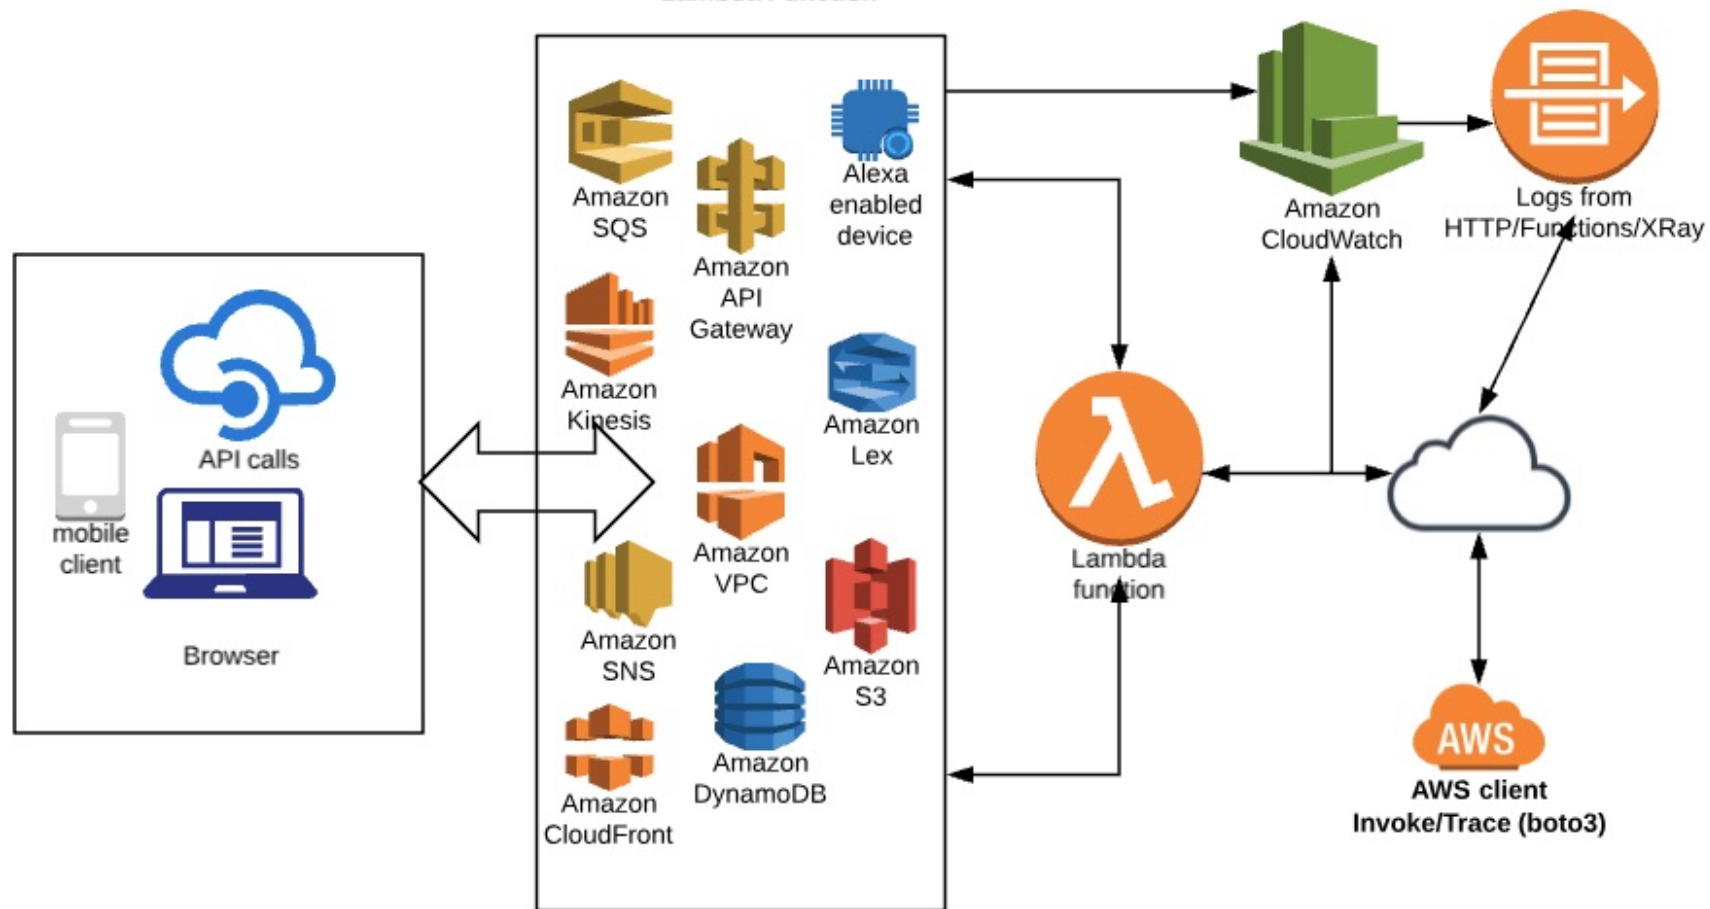 Lambda Function
Amazon
SQS
Amazon
API
Gateway
Alexa
enabled
device
Amazon
Kinesis
Amazon
Lex
Amazon
VPC
Amazon
SNS
Amazon
S3
Amazon
DynamoDB
Amazon
CloudFront
API calls
mobile
client
Browser
Amazon
CloudWatch
Logs from
HTTP/Functions/XRay
Lambda
function
AWS
AWS client
Invoke/Trace (boto3)